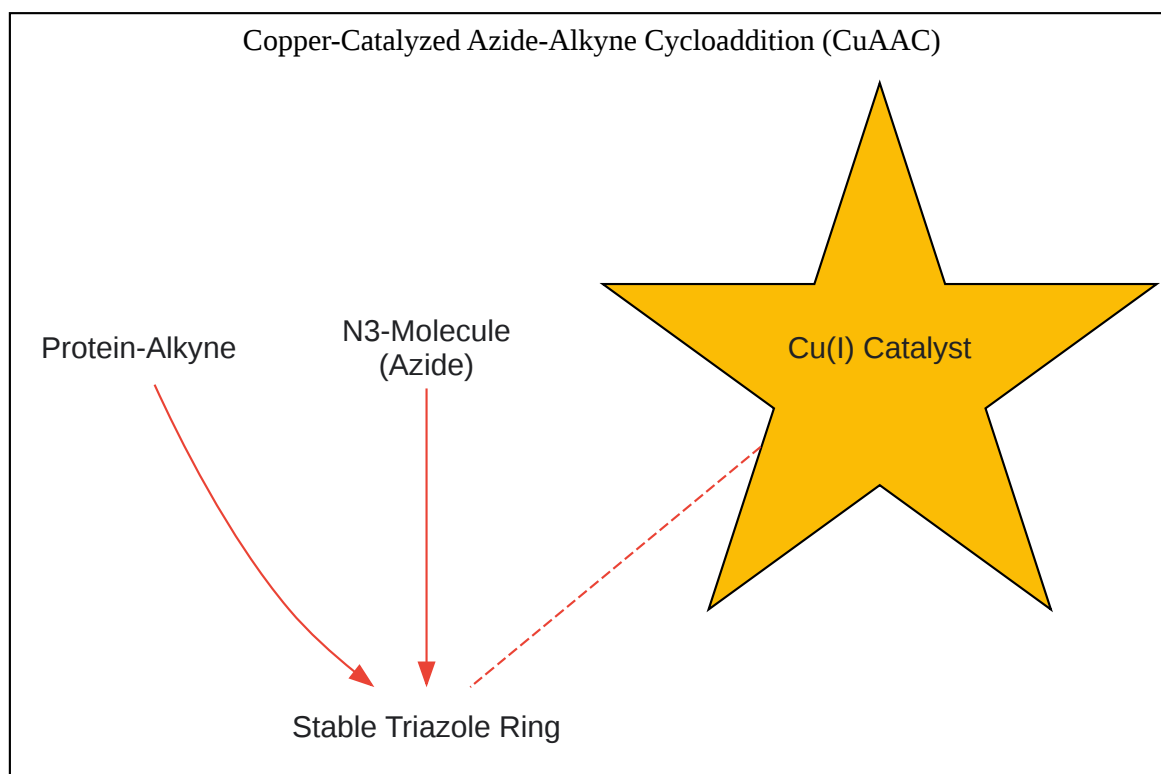 Copper-Catalyzed Azide-Alkyne Cycloaddition (CuAAC)
Protein-Alkyne
N3-Molecule
(Azide)
Cu(I) Catalyst
Stable Triazole Ring